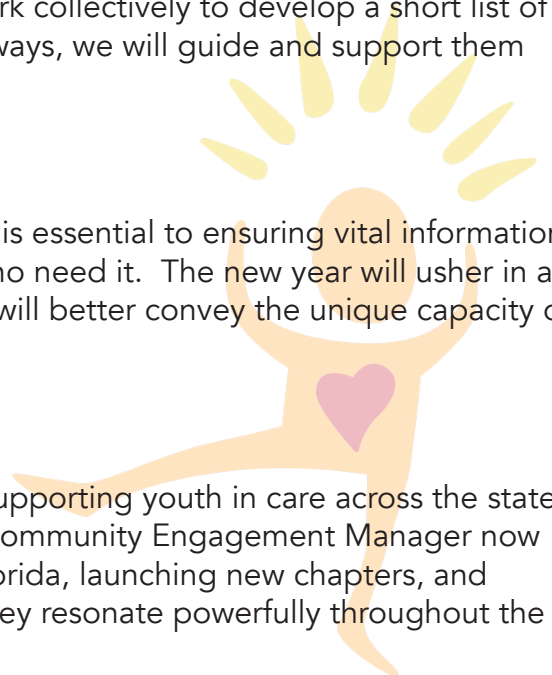 rk collectively to develop a short list of
ways, we will guide and support them
is essential to ensuring vital information
no need it. The new year will usher in a
will better convey the unique capacity o
upporting youth in care across the state
ommunity Engagement Manager now
orida, launching new chapters, and
ey resonate powerfully throughout the